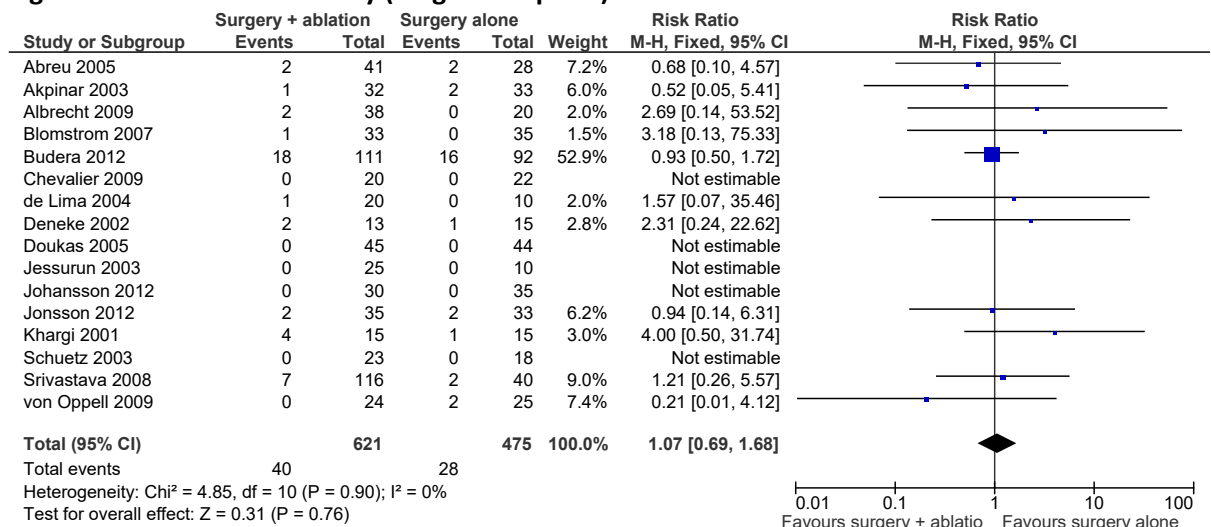 Surgery + ablation Surgery alone Risk Ratio Risk Ratio
Study or Subgroup Events Total Events Total Weight M-H, Fixed, 95% CI M-H, Fixed, 95% CI
Abreu 2005 2 41 2 28 7.2% 0.68 [0.10, 4.57]
Akpinar 2003 1 32 2 33 6.0% 0.52 [0.05, 5.41]
Albrecht 2009 2 38 0 20 2.0% 2.69 [0.14, 53.52]
Blomstrom 2007 1 33 0 35 1.5% 3.18 [0.13, 75.33]
Budera 2012 18 111 16 92 52.9% 0.93 [0.50, 1.72]
Chevalier 2009 0 20 0 22 Not estimable
de Lima 2004 1 20 0 10 2.0% 1.57 [0.07, 35.46]
Deneke 2002 2 13 1 15 2.8% 2.31 [0.24, 22.62]
Doukas 2005 0 45 0 44 Not estimable
Jessurun 2003 0 25 0 10 Not estimable
Johansson 2012 0 30 0 35 Not estimable
Jonsson 2012 2 35 2 33 6.2% 0.94 [0.14, 6.31]
Khargi 2001 4 15 1 15 3.0% 4.00 [0.50, 31.74]
Schuetz 2003 0 23 0 18 Not estimable
Srivastava 2008 7 116 2 40 9.0% 1.21 [0.26, 5.57]
von Oppell 2009 0 24 2 25 7.4% 0.21 [0.01, 4.12]
Total (95% CI) 621 475 100.0% 1.07 [0.69, 1.68]
Total events 40 28
Heterogeneity: Chi² = 4.85, df = 10 (P = 0.90); I² = 0%
Test for overall effect: Z = 0.31 (P = 0.76)
0.01 0.1 1 10 100
Favours surgery + ablatio Favours surgery alone